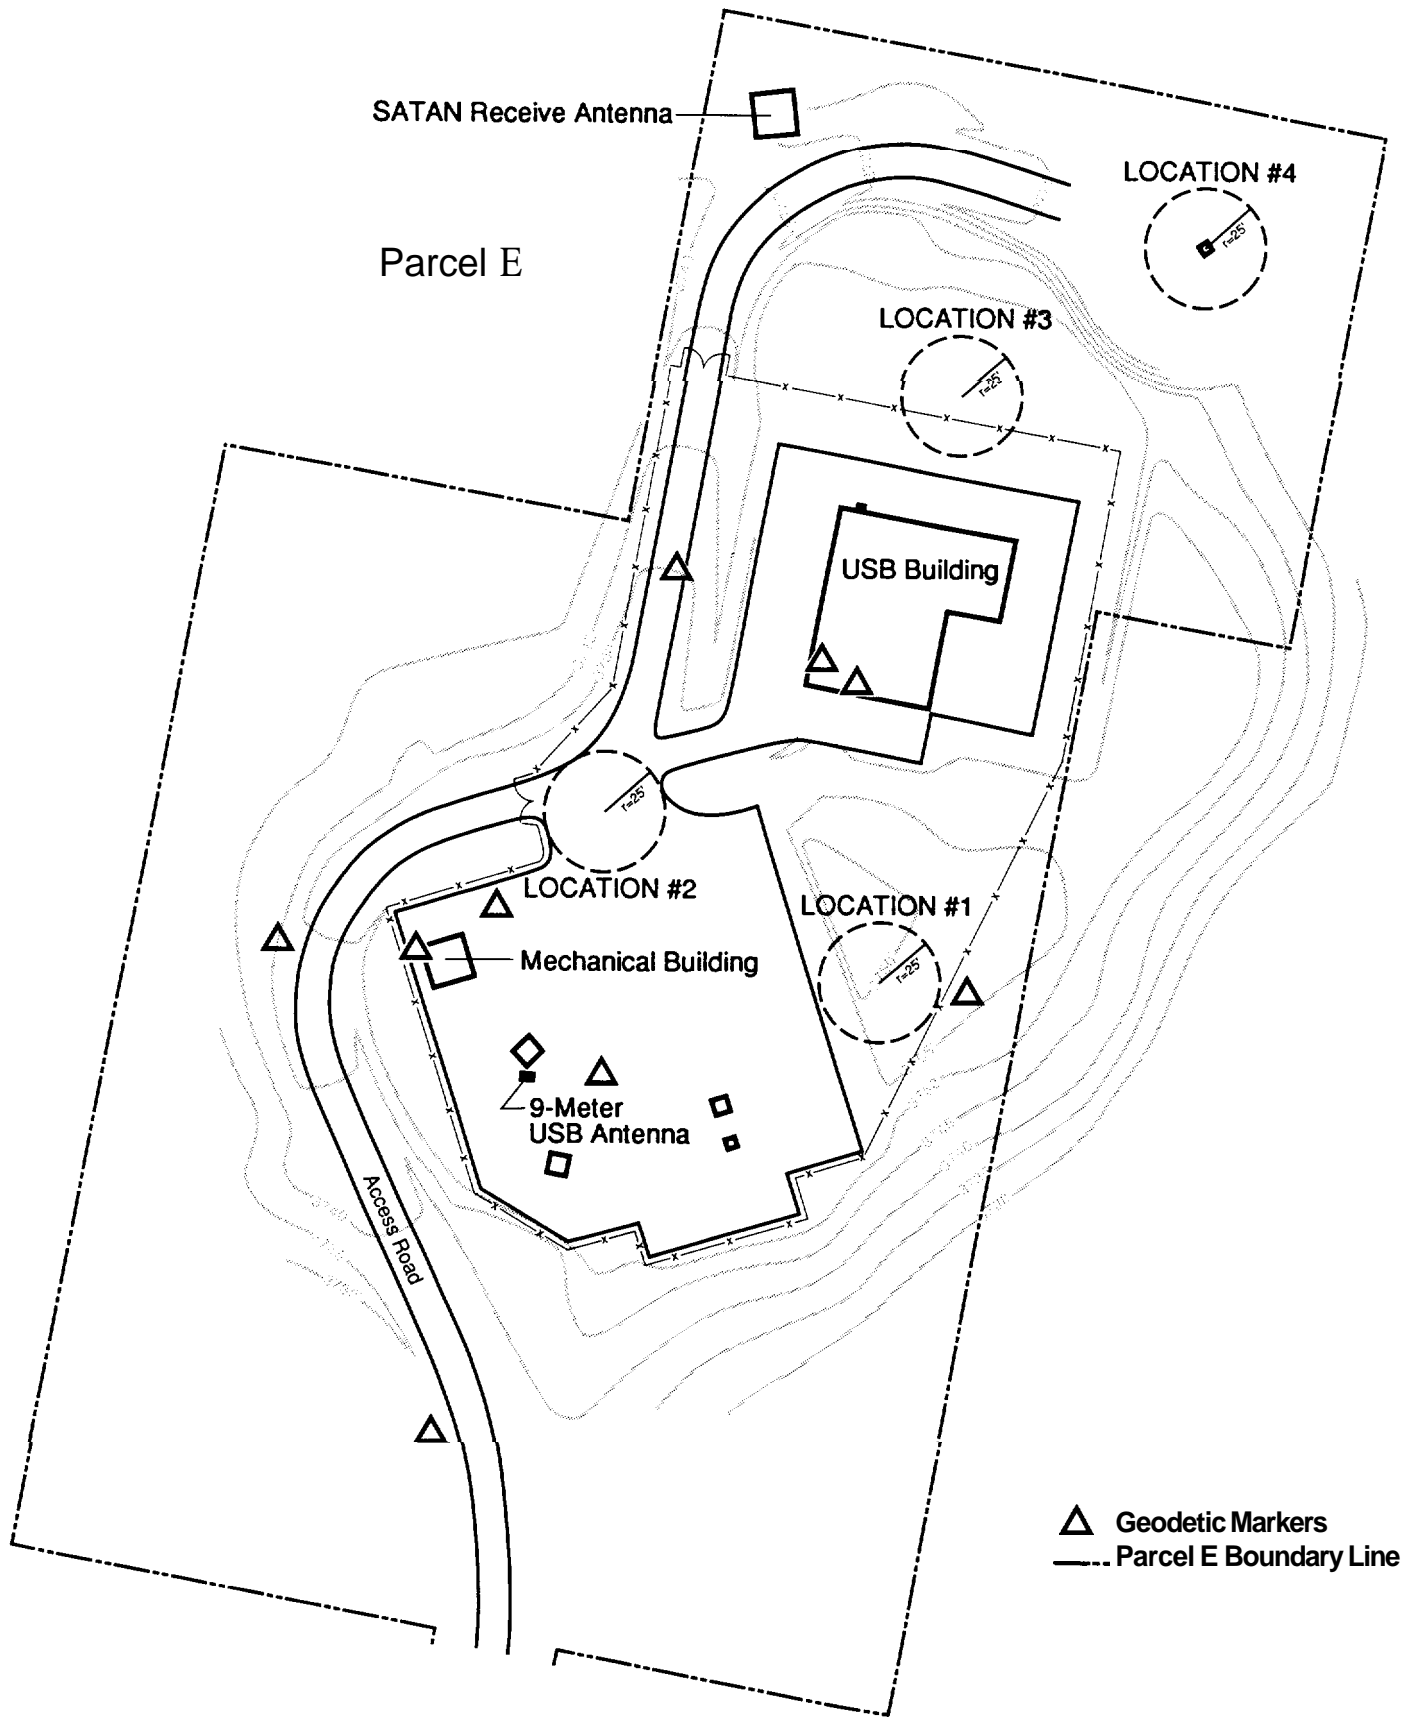 SATAN Receive Antenna
LOCATION #4
r=25'
Parcel E
LOCATION #3
r=25'
USB Building
r=25'
LOCATION #2
LOCATION #1
r=25'
Mechanical Building
9-Meter
USB Antenna
Access Road
Geodetic Markers
Parcel E Boundary Line